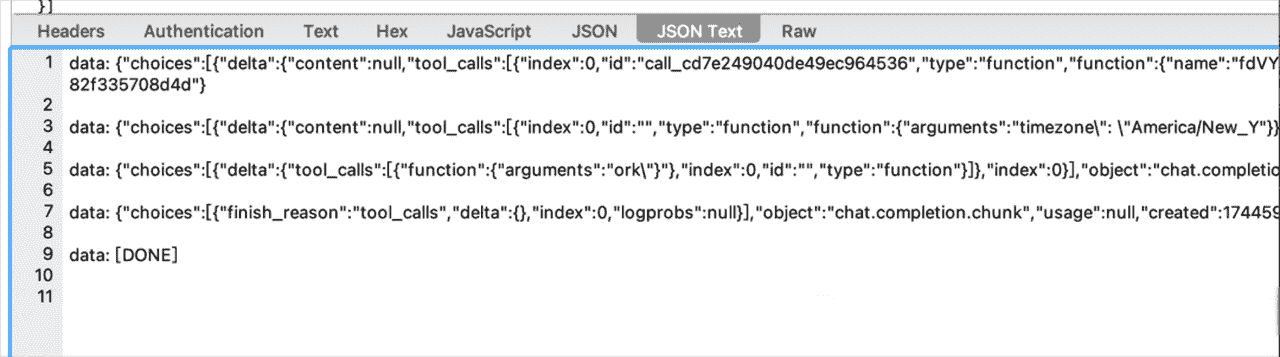 }]
Headers Authentication Text Hex JavaScript JSON JSON Text Raw
1 data: {"choices":[{"delta":{"content":null,"tool_calls":[{"index":0,"id":"call_cd7e249040de49ec964536","type":"function","function":{"name":"fdVY
82f335708d4d"}
2
3 data: {"choices":[{"delta":{"content":null,"tool_calls":[{"index":0,"id":"","type":"function","function":{"arguments":"timezone\": \"America/New_Y"}}
4
5 data: {"choices":[{"delta":{"tool_calls":[{"function":{"arguments":"ork\"}"},"index":0,"id":"","type":"function"}]},"index":0}],"object":"chat.completio
6
7 data: {"choices":[{"finish_reason":"tool_calls","delta":{},"index":0,"logprobs":null}],"object":"chat.completion.chunk","usage":null,"created":174459
8
9 data: [DONE]
10
11